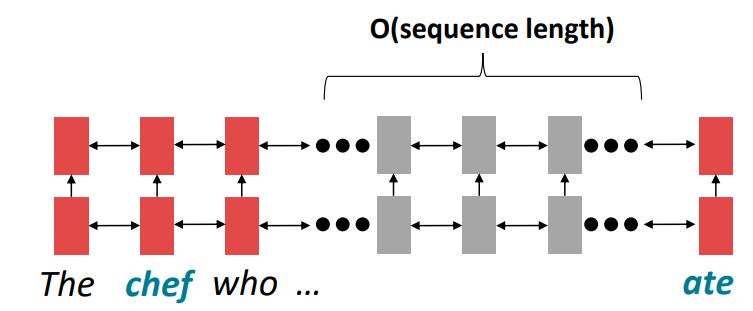 O(sequence length)
The chef who ... ate